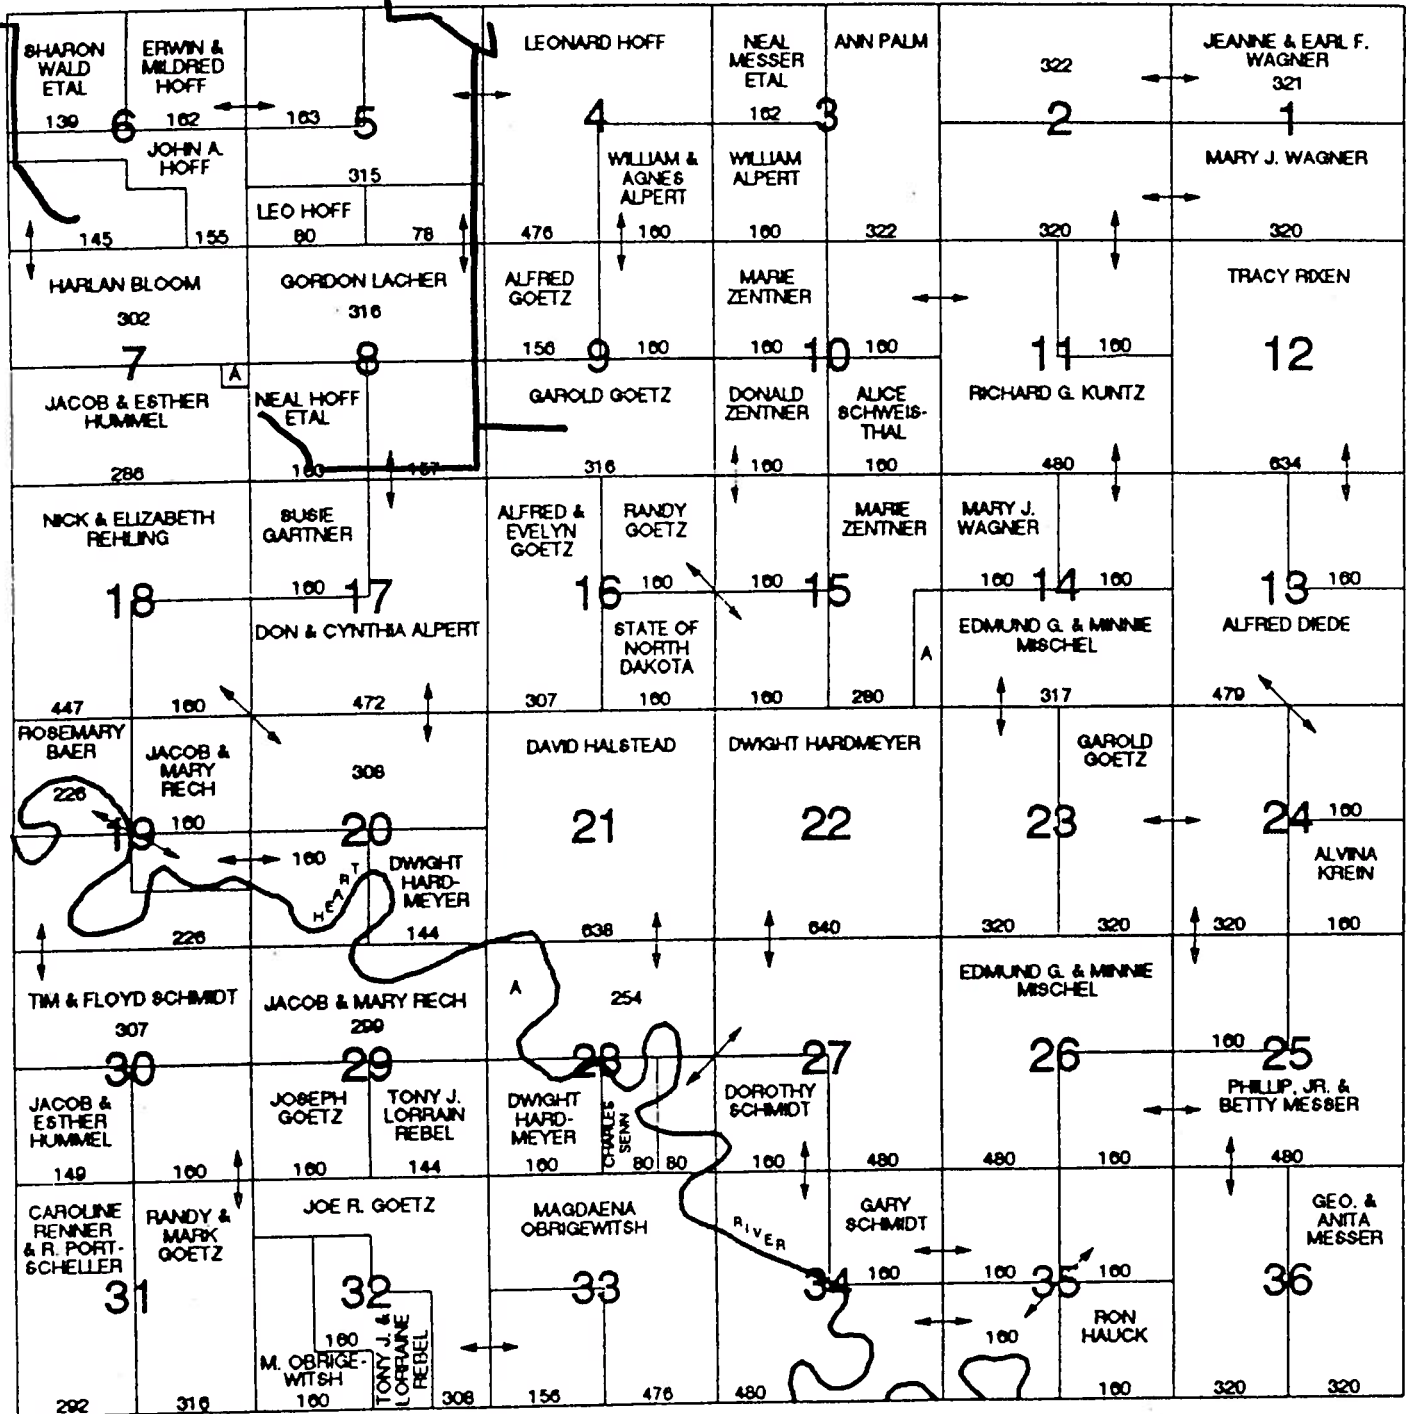 SHARON
WALD
ETAL
139
6
ERWIN &
MILDRED
HOFF
162
JOHN A.
HOFF
145
155
163
5
315
LEO HOFF
80
78
LEONARD HOFF
4
476
WILLIAM &
AGNES
ALPERT
160
NEAL
MESSER
ETAL
162
3
WILLIAM
ALPERT
160
ANN PALM
322
322
2
320
JEANNE & EARL F.
WAGNER
321
1
MARY J. WAGNER
320
HARLAN BLOOM
302
7
A
JACOB & ESTHER
HUMMEL
286
GORDON LACHER
316
8
NEAL HOFF
ETAL
160
157
ALFRED
GOETZ
156
9
160
GAROLD GOETZ
316
MARIE
ZENTNER
160
10
160
DONALD
ZENTNER
160
ALICE
SCHWEIS-
THAL
160
11
160
RICHARD G. KUNTZ
480
TRACY RIXEN
12
634
NICK & ELIZABETH
REHLING
18
447
160
SUSIE
GARTNER
160
17
DON & CYNTHIA ALPERT
472
ALFRED &
EVELYN
GOETZ
16
307
RANDY
GOETZ
160
STATE OF
NORTH
DAKOTA
160
160
15
160
MARIE
ZENTNER
280
A
MARY J.
WAGNER
160
14
160
EDMUND G. & MINNIE
MISCHEL
317
13
160
ALFRED DIEDE
479
ROSEMARY
BAER
226
19
JACOB &
MARY
RECH
160
226
308
20
160
HEART
DWIGHT
HARD-
MEYER
144
DAVID HALSTEAD
21
638
DWIGHT HARDMEYER
22
640
23
320
GAROLD
GOETZ
320
24
160
ALVINA
KREIN
320
160
TIM & FLOYD SCHMIDT
307
30
JACOB &
ESTHER
HUMMEL
149
160
JACOB & MARY RECH
299
29
JOSEPH
GOETZ
160
TONY J.
LORRAIN
REBEL
144
A
254
28
DWIGHT
HARD-
MEYER
160
CHARLES
SENN
80
80
27
DOROTHY
SCHMIDT
160
480
EDMUND G. & MINNIE
MISCHEL
26
480
160
160
25
PHILLIP, JR. &
BETTY MESSER
480
CAROLINE
RENNER
& R. PORT-
SCHELLER
31
292
RANDY &
MARK
GOETZ
316
JOE R. GOETZ
32
160
M. OBRIGE-
WITSH
160
TONY J. &
LORRAINE
REBEL
308
MAGDAENA
OBRIGEWITSH
33
156
476
RIVER
34
480
GARY
SCHMIDT
160
160
35
160
160
RON
HAUCK
160
GEO. &
ANITA
MESSER
36
320
320